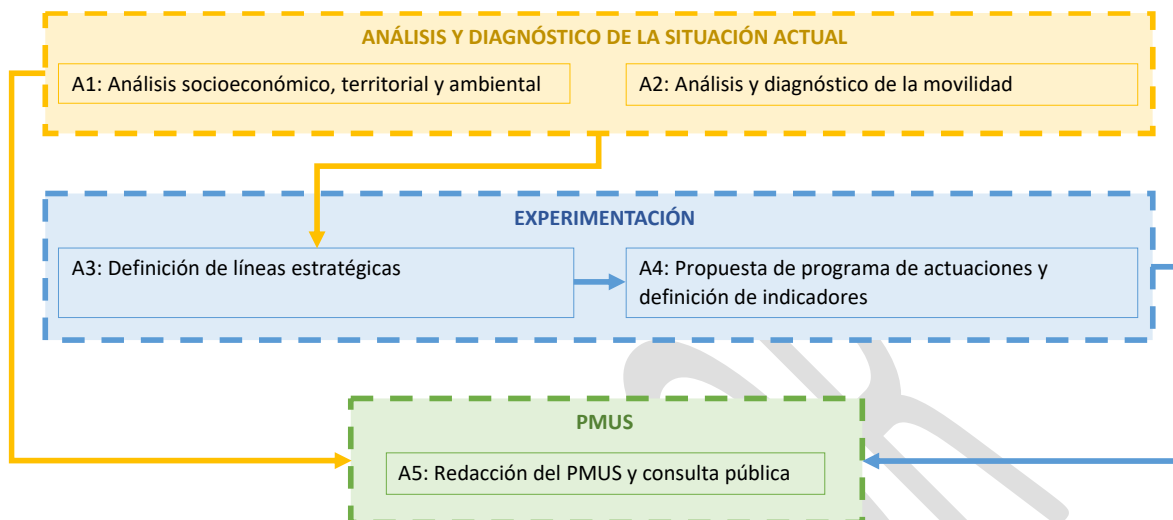 ANÁLISIS Y DIAGNÓSTICO DE LA SITUACIÓN ACTUAL
A1: Análisis socioeconómico, territorial y ambiental
A2: Análisis y diagnóstico de la movilidad
EXPERIMENTACIÓN
A3: Definición de líneas estratégicas
A4: Propuesta de programa de actuaciones y
definición de indicadores
PMUS
A5: Redacción del PMUS y consulta pública